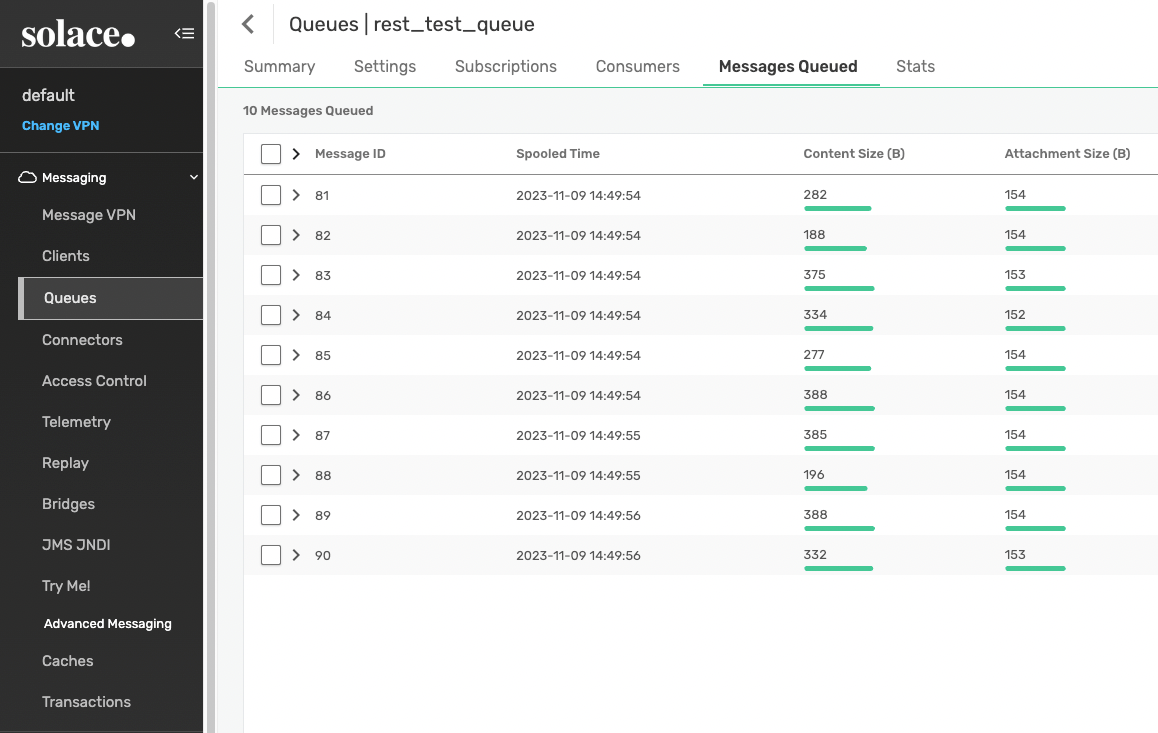 solace
default
Change VPN
Messaging
Message VPN
Clients
Queues
Connectors
Access Control
Telemetry
Replay
Bridges
JMS JNDI
Try Me!
Advanced Messaging
Caches
Transactions
Queues | rest_test_queue
Summary Settings Subscriptions Consumers Messages Queued Stats
10 Messages Queued
Message ID Spooled Time Content Size (B) Attachment Size (B)
81 2023-11-09 14:49:54 282 154
82 2023-11-09 14:49:54 188 154
83 2023-11-09 14:49:54 375 153
84 2023-11-09 14:49:54 334 152
85 2023-11-09 14:49:54 277 154
86 2023-11-09 14:49:54 388 154
87 2023-11-09 14:49:55 385 154
88 2023-11-09 14:49:55 196 154
89 2023-11-09 14:49:56 388 154
90 2023-11-09 14:49:56 332 153